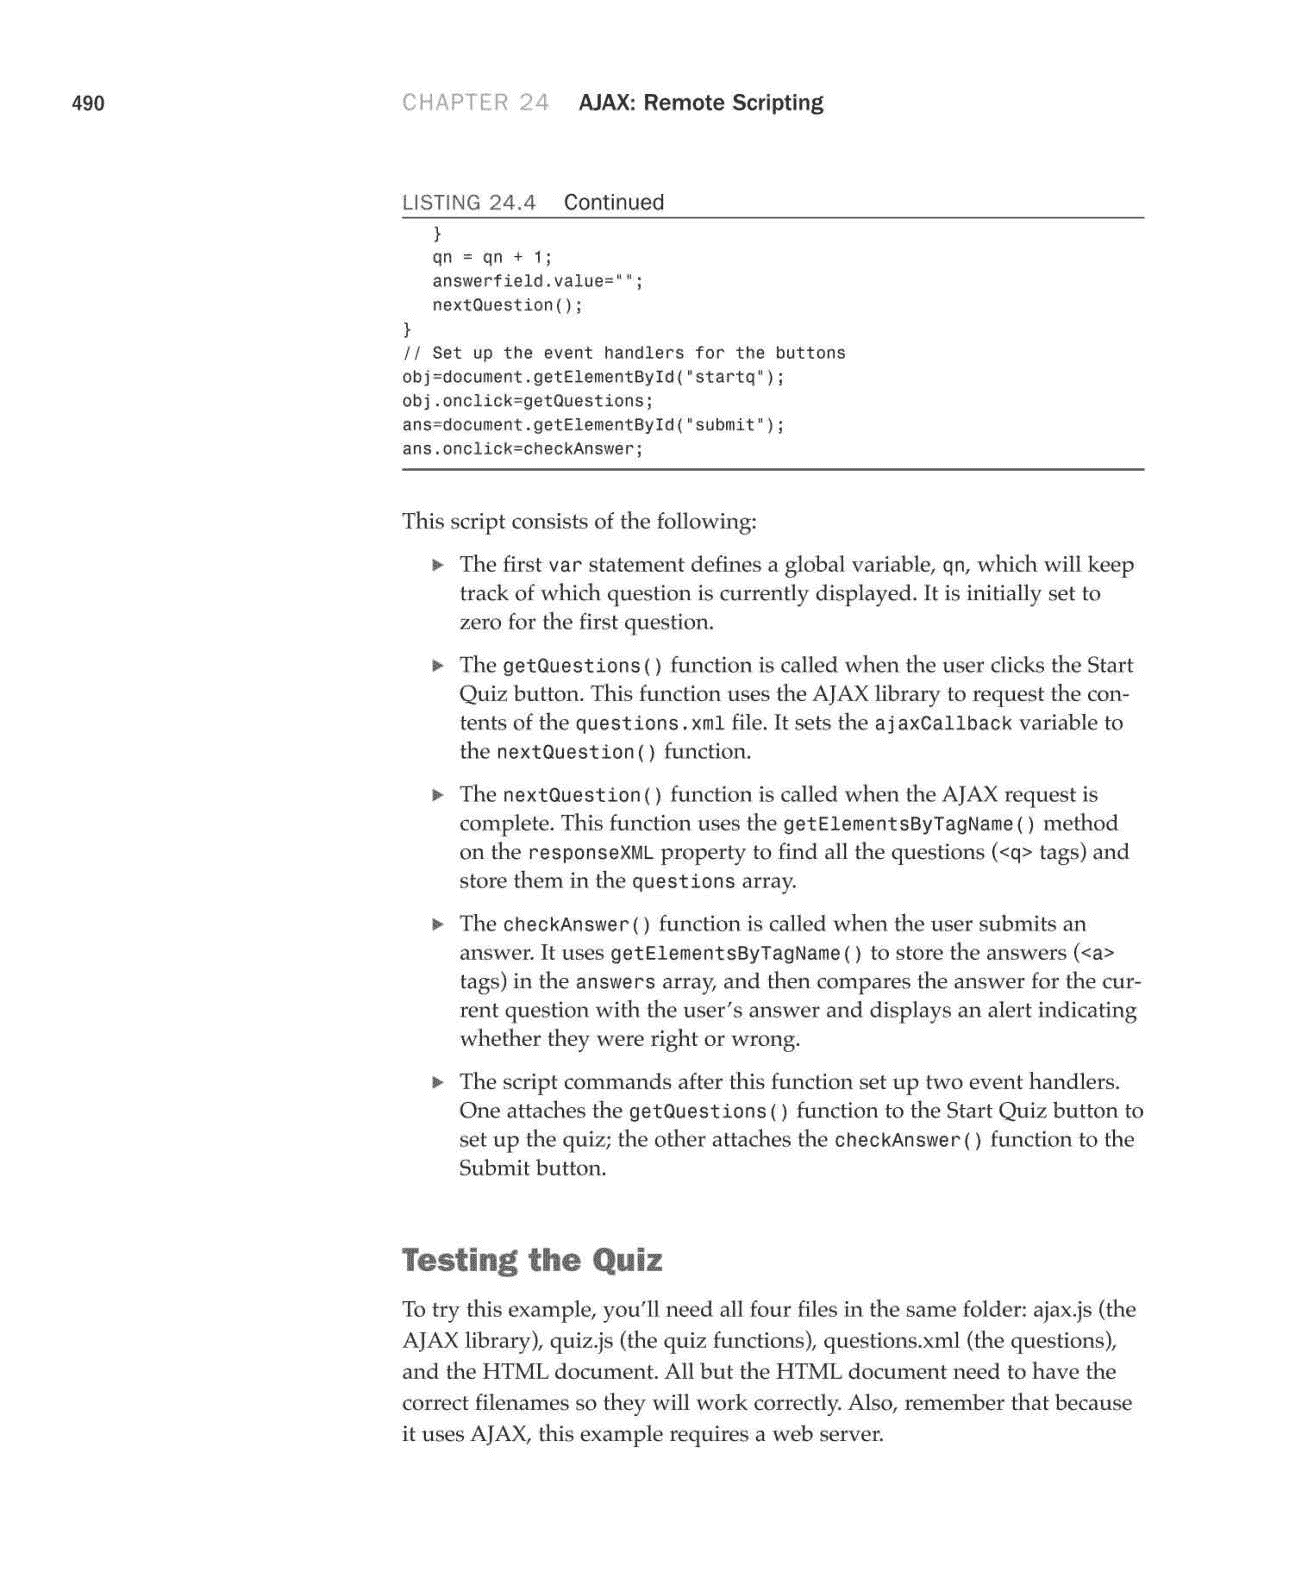 490 CHAPTER 24 AJAX: Remote Scripting
LISTING 24.4 Continued
}
qn = qn + 1;
answerfield.value="";
nextQuestion();
}
// Set up the event handlers for the buttons
obj=document.getElementById("startq");
obj.onclick=getQuestions;
ans=document.getElementById("submit");
ans.onclick=checkAnswer;
This script consists of the following:
▶ The first var statement defines a global variable, qn, which will keep
track of which question is currently displayed. It is initially set to
zero for the first question.
▶ The getQuestions() function is called when the user clicks the Start
Quiz button. This function uses the AJAX library to request the con-
tents of the questions.xml file. It sets the ajaxCallback variable to
the nextQuestion() function.
▶ The nextQuestion() function is called when the AJAX request is
complete. This function uses the getElementsByTagName() method
on the responseXML property to find all the questions (<q> tags) and
store them in the questions array.
▶ The checkAnswer() function is called when the user submits an
answer. It uses getElementsByTagName() to store the answers (<a>
tags) in the answers array, and then compares the answer for the cur-
rent question with the user's answer and displays an alert indicating
whether they were right or wrong.
▶ The script commands after this function set up two event handlers.
One attaches the getQuestions() function to the Start Quiz button to
set up the quiz; the other attaches the checkAnswer() function to the
Submit button.
Testing the Quiz
To try this example, you'll need all four files in the same folder: ajax.js (the
AJAX library), quiz.js (the quiz functions), questions.xml (the questions),
and the HTML document. All but the HTML document need to have the
correct filenames so they will work correctly. Also, remember that because
it uses AJAX, this example requires a web server.